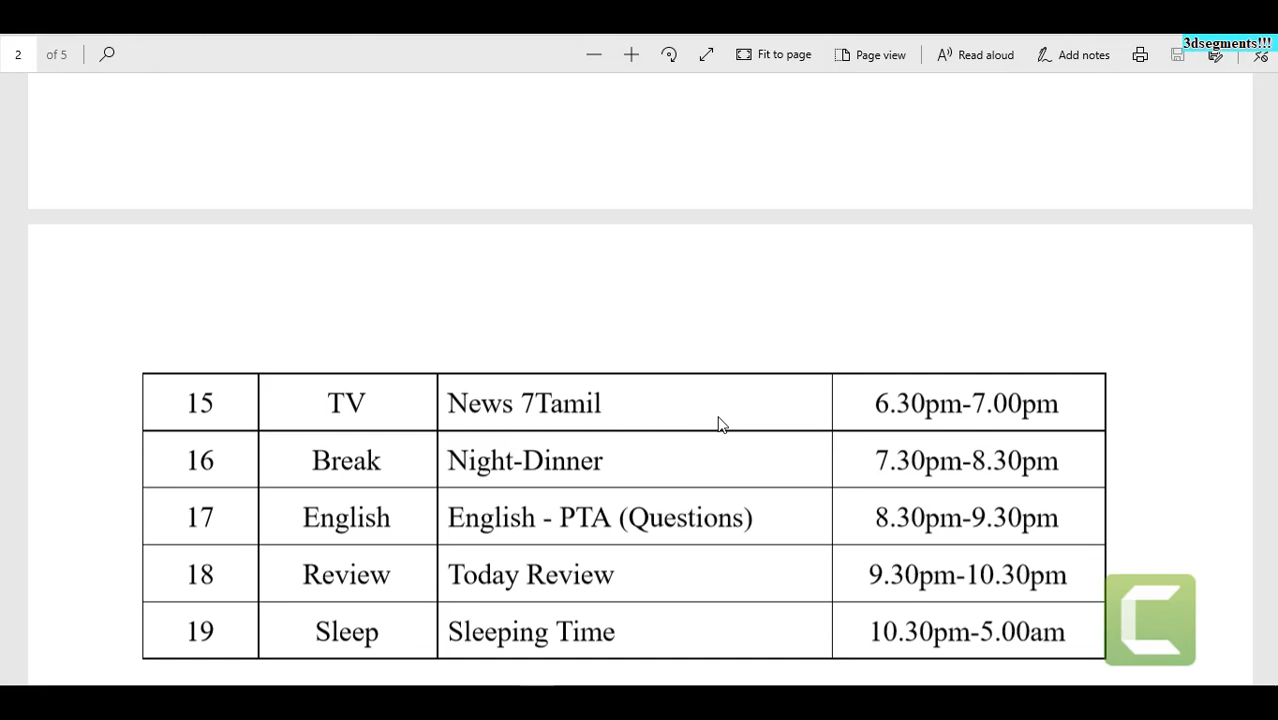 3dsegments!!!
2 of 5 Fit to page Page view Read aloud Add notes
15 TV News 7Tamil 6.30pm-7.00pm
16 Break Night-Dinner 7.30pm-8.30pm
17 English English - PTA (Questions) 8.30pm-9.30pm
18 Review Today Review 9.30pm-10.30pm
19 Sleep Sleeping Time 10.30pm-5.00am